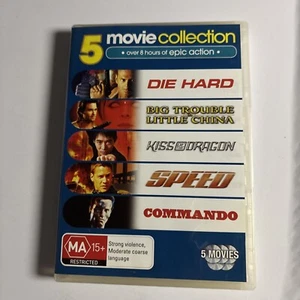 5 movie collection
• over 8 hours of epic action •
DIE HARD
BIG TROUBLE
IN LITTLE CHINA
KISS OF THE DRAGON
SPEED
COMMANDO
MA 15+
RESTRICTED
Strong violence,
Moderate coarse
language
5 MOVIES